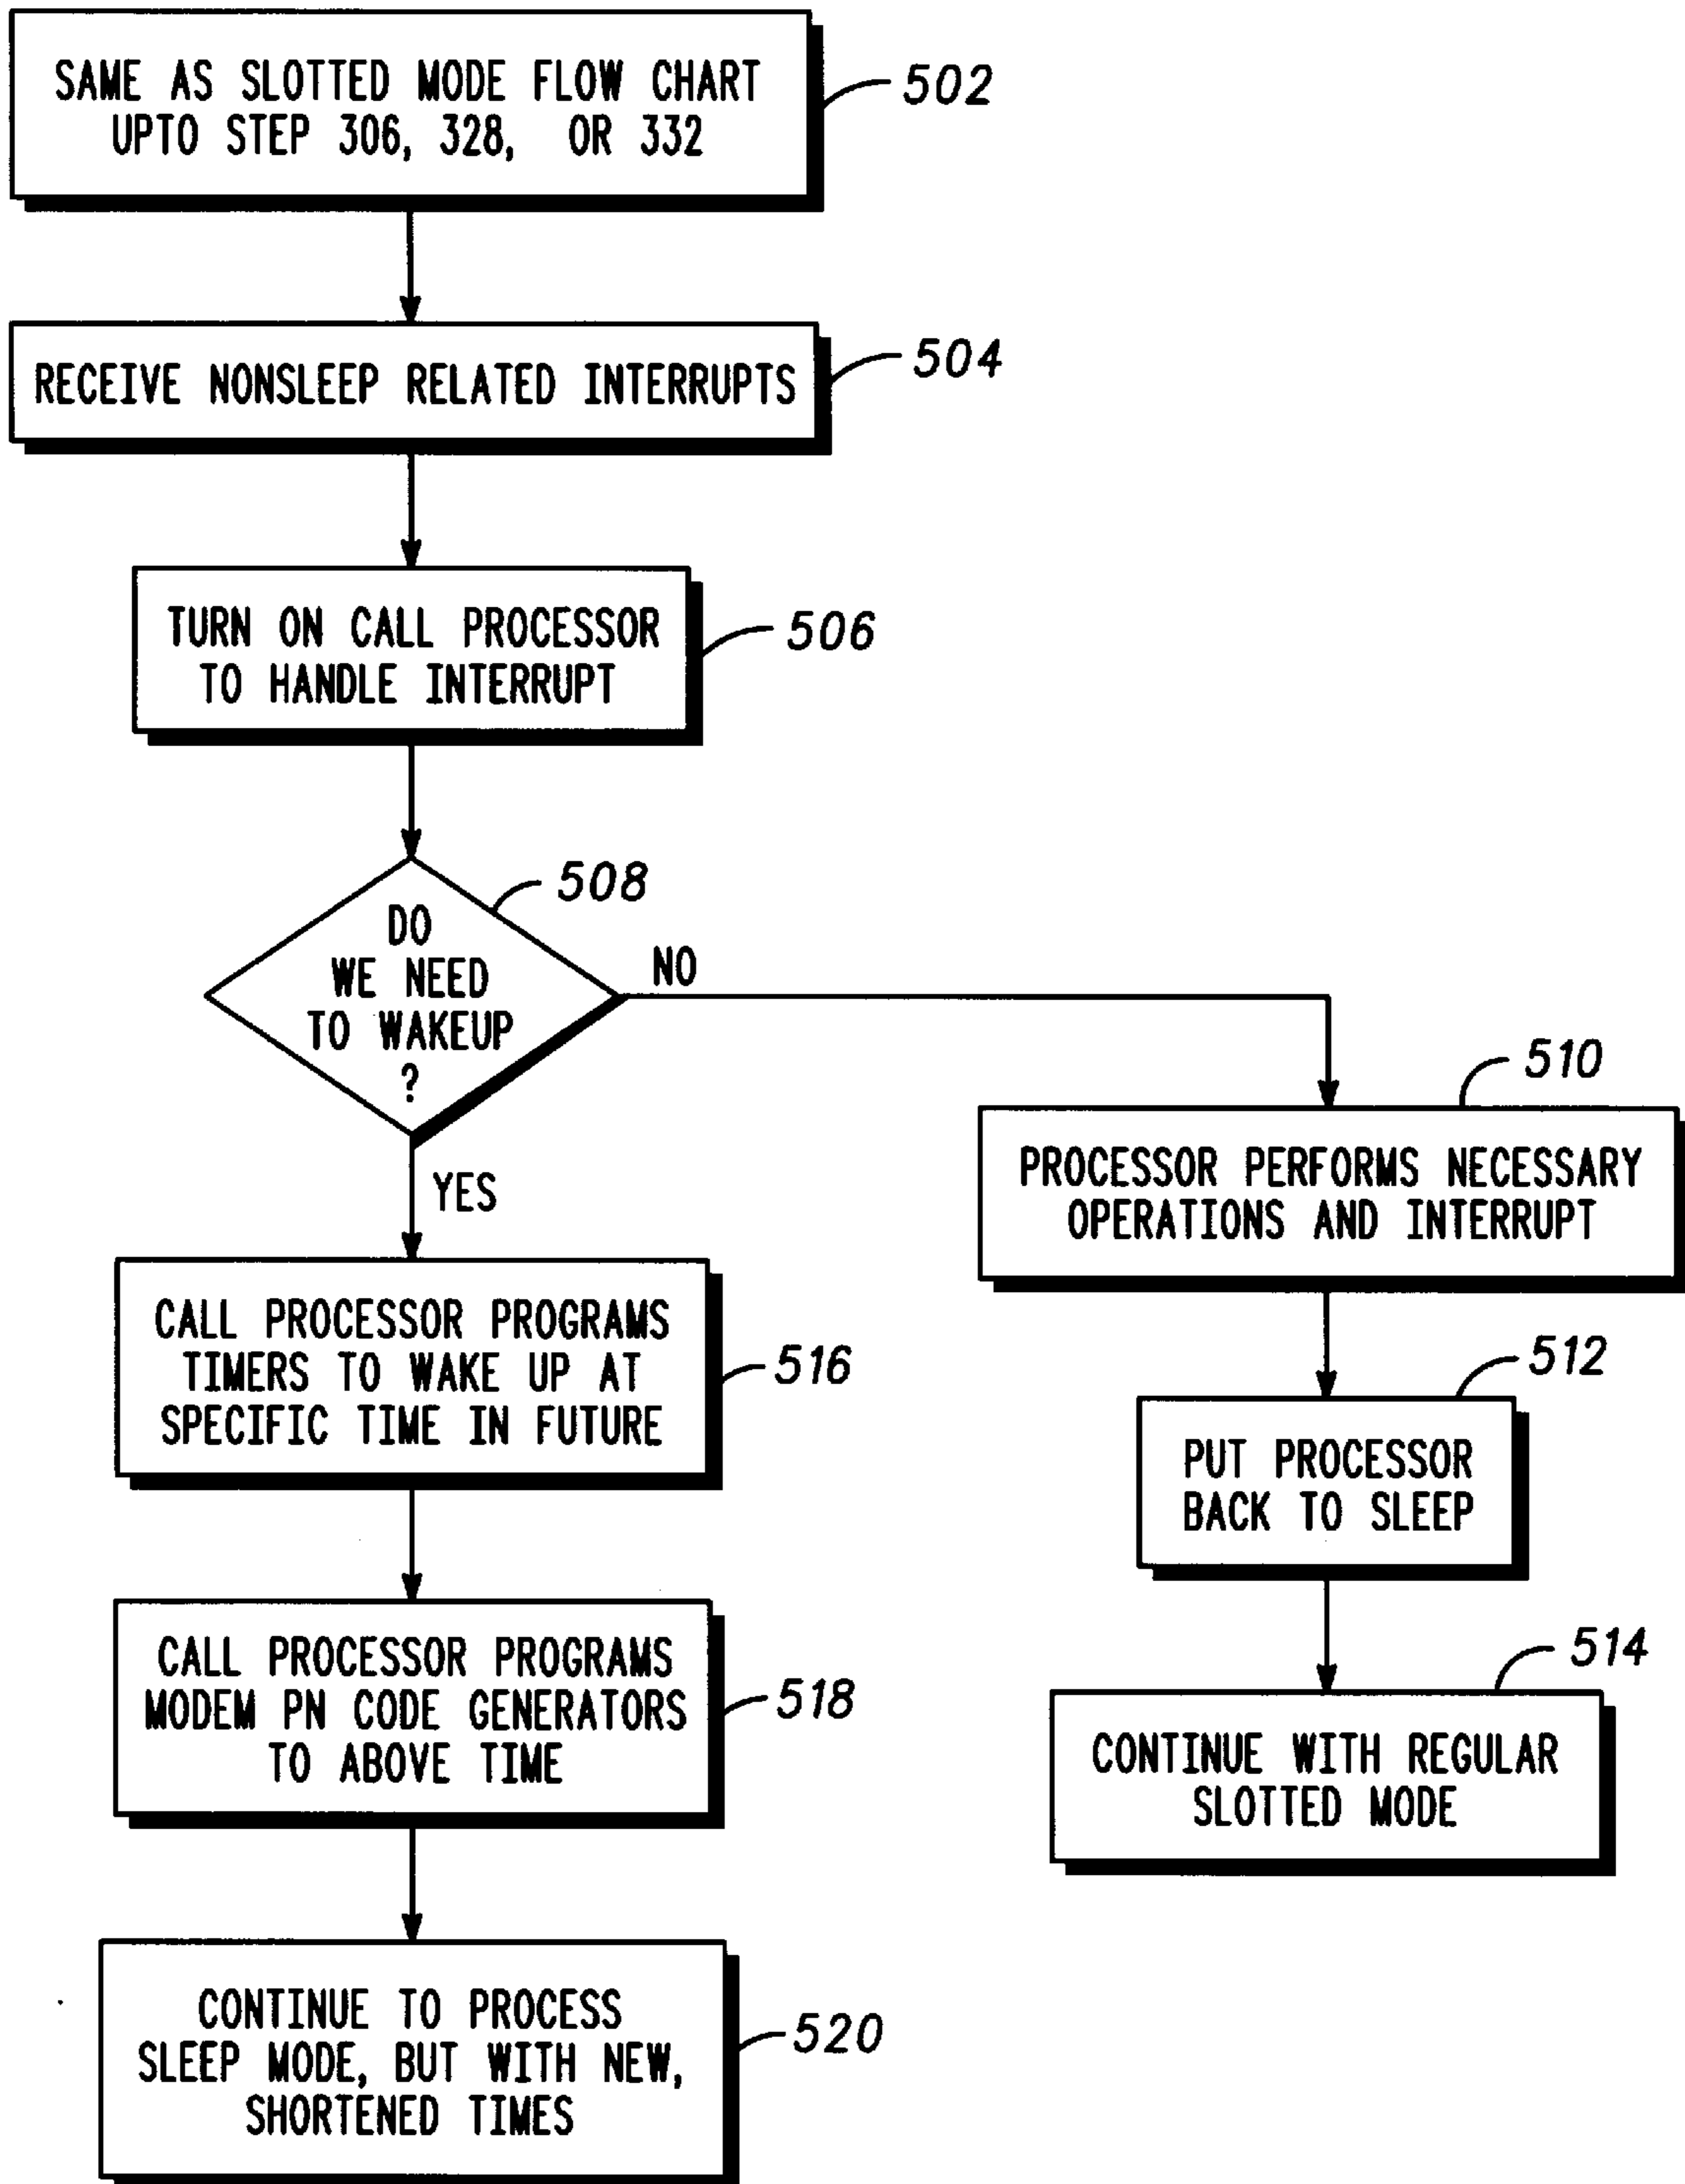 SAME AS SLOTTED MODE FLOW CHART
UPTO STEP 306, 328, OR 332
502
RECEIVE NONSLEEP RELATED INTERRUPTS
504
TURN ON CALL PROCESSOR
TO HANDLE INTERRUPT
506
508
DO
WE NEED
TO WAKEUP
?
NO
YES
510
PROCESSOR PERFORMS NECESSARY
OPERATIONS AND INTERRUPT
512
PUT PROCESSOR
BACK TO SLEEP
514
CONTINUE WITH REGULAR
SLOTTED MODE
CALL PROCESSOR PROGRAMS
TIMERS TO WAKE UP AT
SPECIFIC TIME IN FUTURE
516
CALL PROCESSOR PROGRAMS
MODEM PN CODE GENERATORS
TO ABOVE TIME
518
CONTINUE TO PROCESS
SLEEP MODE, BUT WITH NEW,
SHORTENED TIMES
520